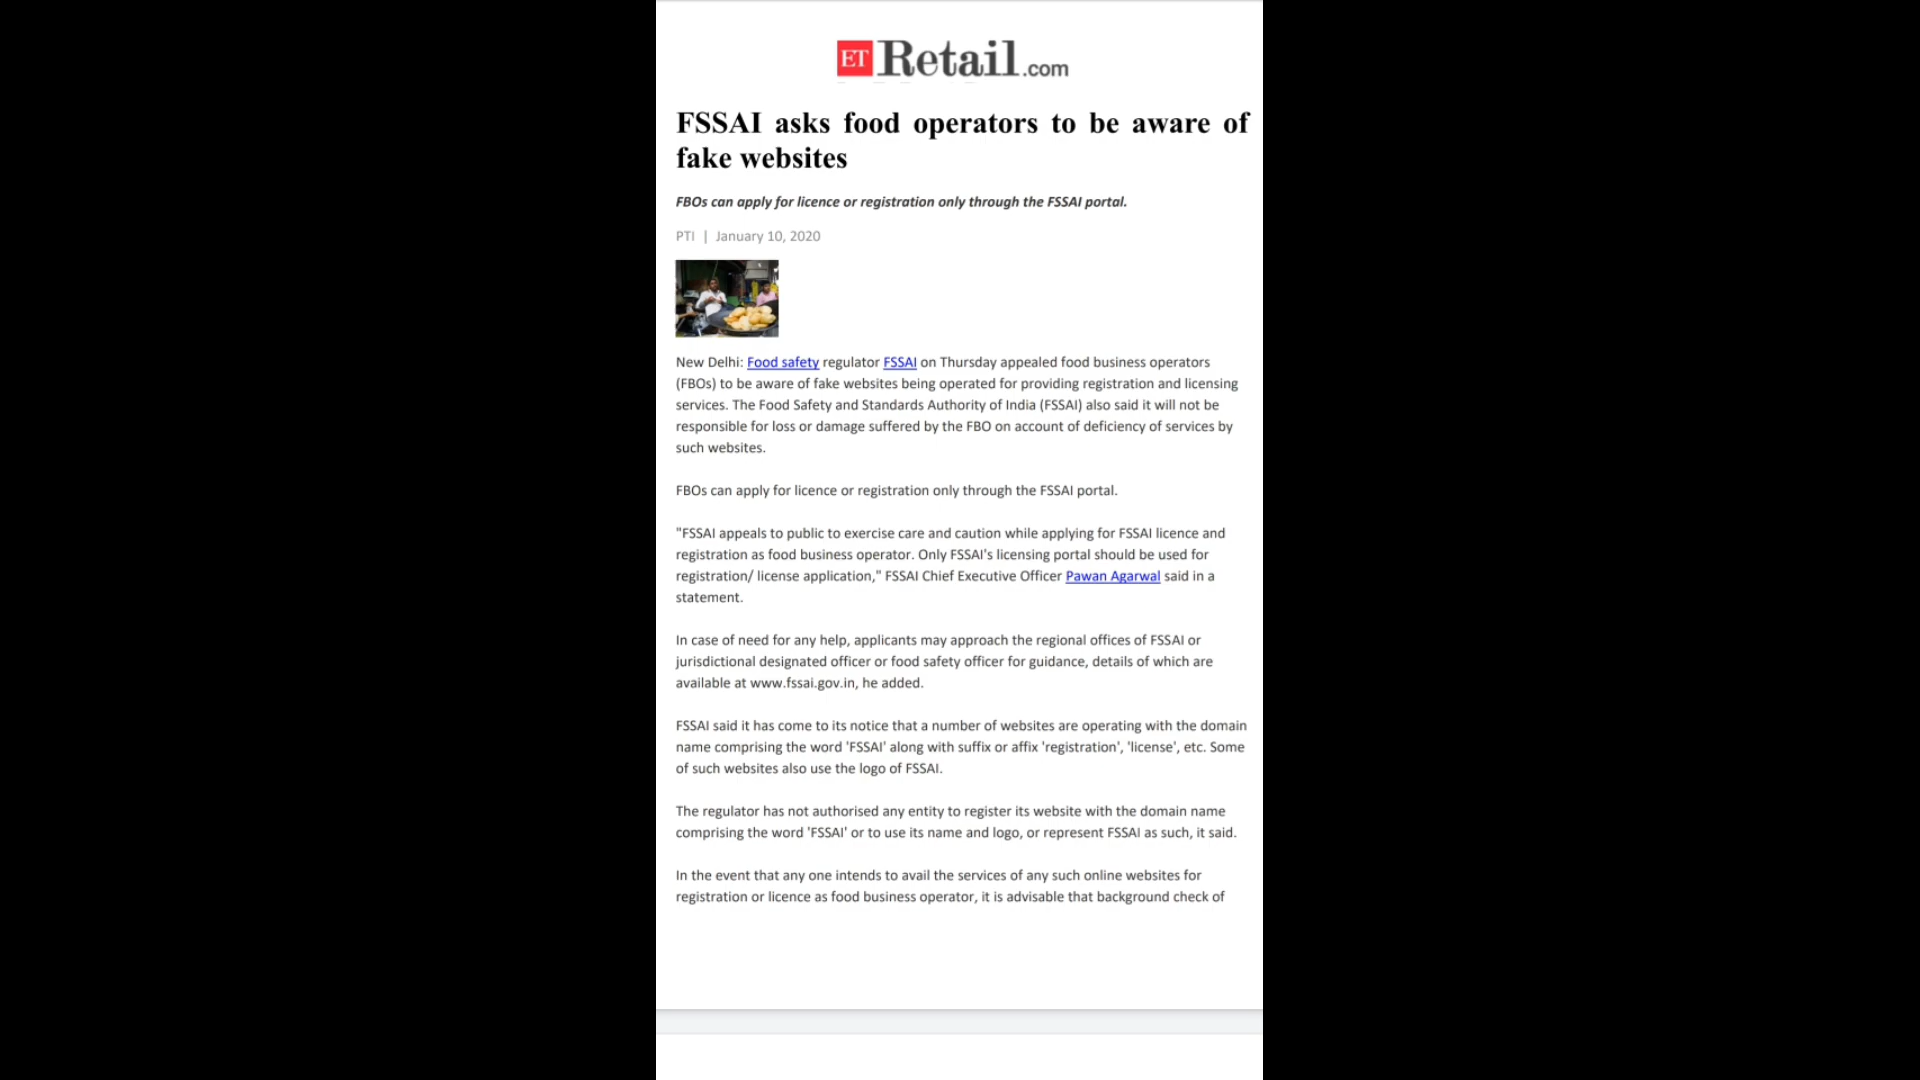 ET Retail.com
FSSAI asks food operators to be aware of
fake websites
FBOs can apply for licence or registration only through the FSSAI portal.
PTI | January 10, 2020
New Delhi: Food safety regulator FSSAI on Thursday appealed food business operators
(FBOs) to be aware of fake websites being operated for providing registration and licensing
services. The Food Safety and Standards Authority of India (FSSAI) also said it will not be
responsible for loss or damage suffered by the FBO on account of deficiency of services by
such websites.
FBOs can apply for licence or registration only through the FSSAI portal.
"FSSAI appeals to public to exercise care and caution while applying for FSSAI licence and
registration as food business operator. Only FSSAI's licensing portal should be used for
registration/ license application," FSSAI Chief Executive Officer Pawan Agarwal said in a
statement.
In case of need for any help, applicants may approach the regional offices of FSSAI or
jurisdictional designated officer or food safety officer for guidance, details of which are
available at www.fssai.gov.in, he added.
FSSAI said it has come to its notice that a number of websites are operating with the domain
name comprising the word 'FSSAI' along with suffix or affix 'registration', 'license', etc. Some
of such websites also use the logo of FSSAI.
The regulator has not authorised any entity to register its website with the domain name
comprising the word 'FSSAI' or to use its name and logo, or represent FSSAI as such, it said.
In the event that any one intends to avail the services of any such online websites for
registration or licence as food business operator, it is advisable that background check of